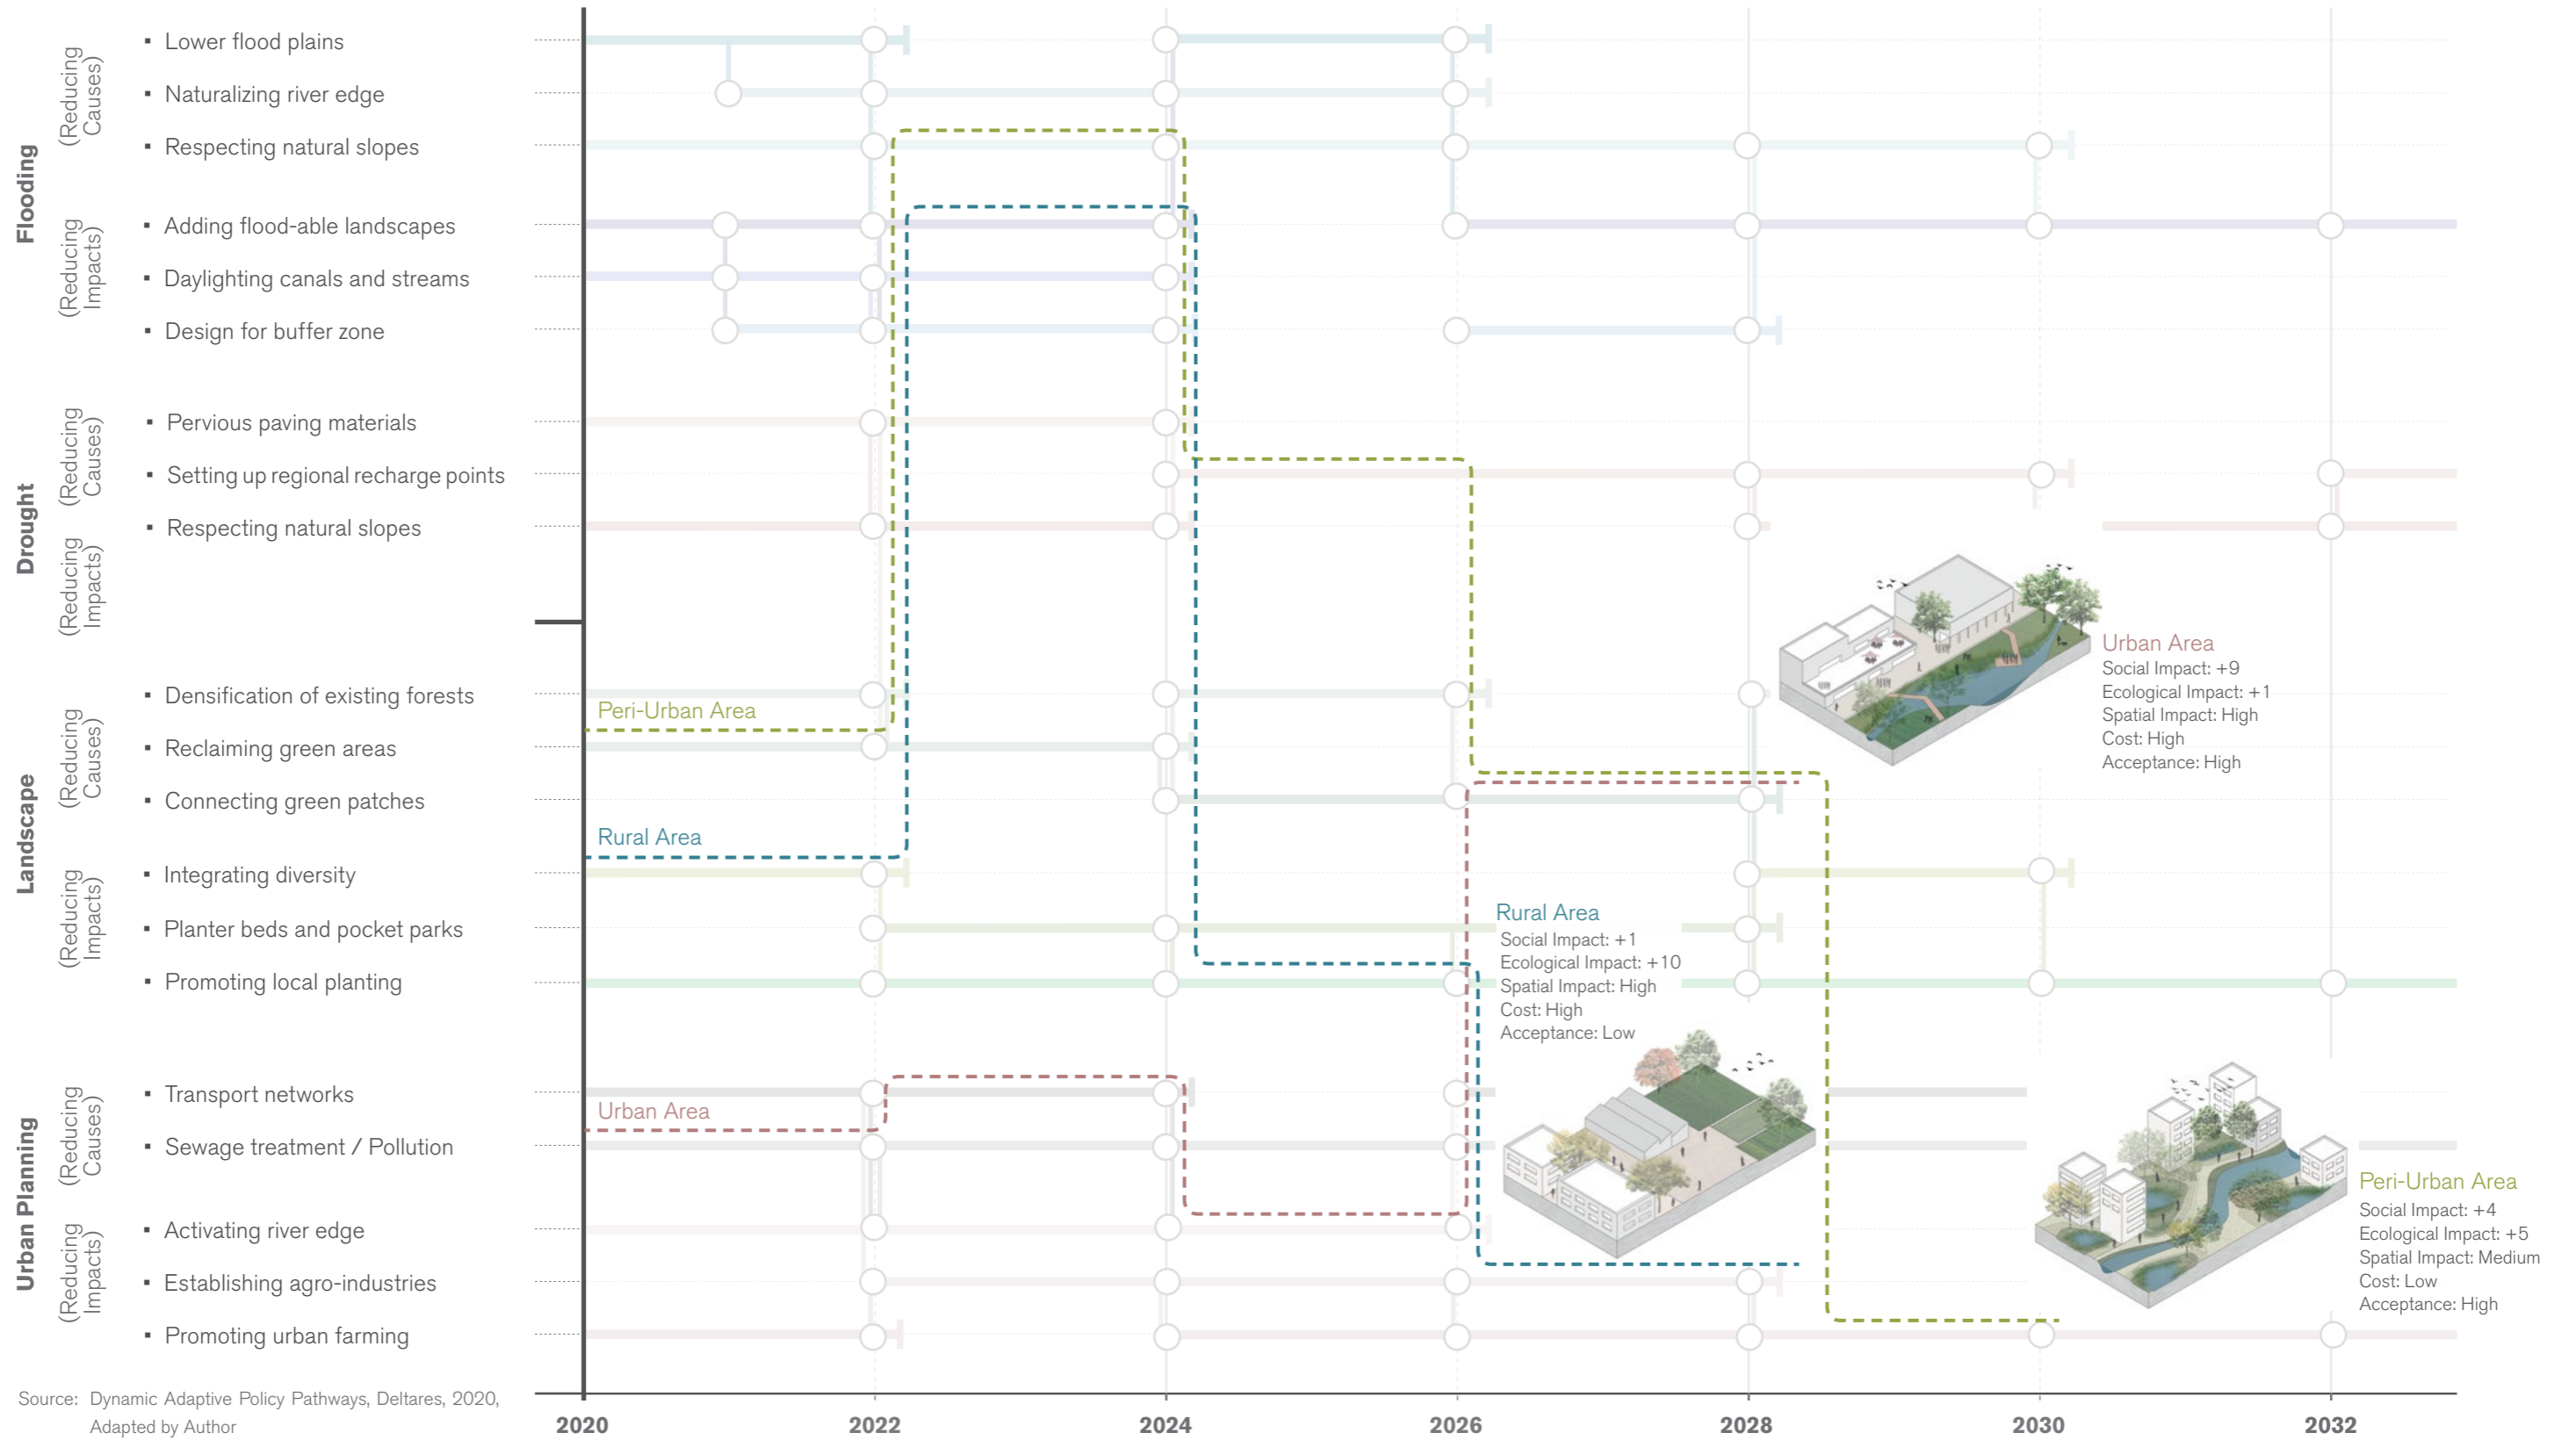 Flooding
(Reducing
Causes)
▪ Lower flood plains
▪ Naturalizing river edge
▪ Respecting natural slopes
(Reducing
Impacts)
▪ Adding flood-able landscapes
▪ Daylighting canals and streams
▪ Design for buffer zone
Drought
(Reducing
Causes)
▪ Pervious paving materials
▪ Setting up regional recharge points
▪ Respecting natural slopes
(Reducing
Impacts)
Landscape
(Reducing
Causes)
▪ Densification of existing forests
▪ Reclaiming green areas
▪ Connecting green patches
(Reducing
Impacts)
▪ Integrating diversity
▪ Planter beds and pocket parks
▪ Promoting local planting
Urban Planning
(Reducing
Causes)
▪ Transport networks
▪ Sewage treatment / Pollution
(Reducing
Impacts)
▪ Activating river edge
▪ Establishing agro-industries
▪ Promoting urban farming
Peri-Urban Area
Rural Area
Urban Area
Urban Area
Social Impact: +9
Ecological Impact: +1
Spatial Impact: High
Cost: High
Acceptance: High
Rural Area
Social Impact: +1
Ecological Impact: +10
Spatial Impact: High
Cost: High
Acceptance: Low
Peri-Urban Area
Social Impact: +4
Ecological Impact: +5
Spatial Impact: Medium
Cost: Low
Acceptance: High
Source: Dynamic Adaptive Policy Pathways, Deltares, 2020,
Adapted by Author
2020 2022 2024 2026 2028 2030 2032